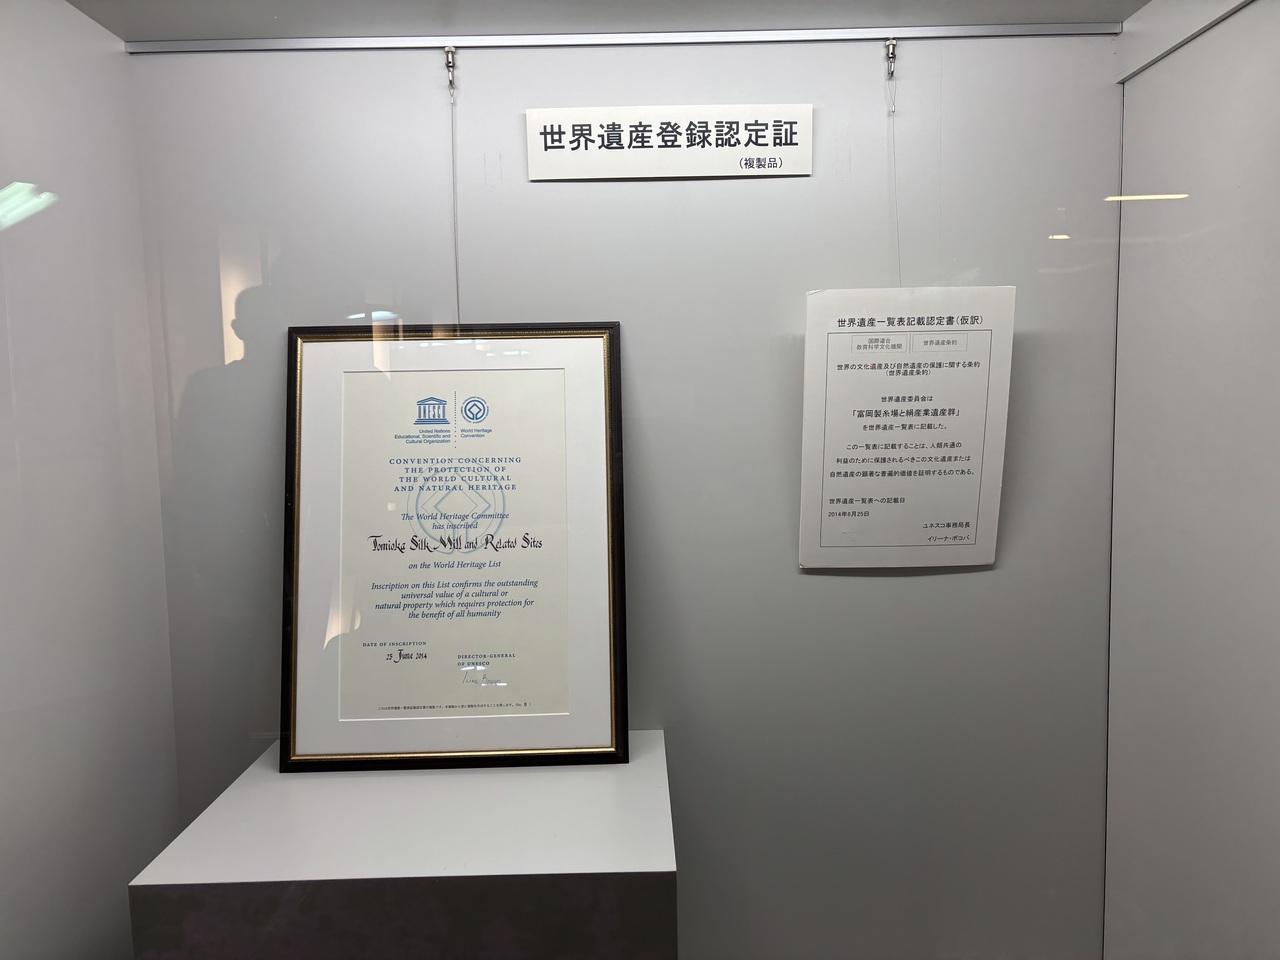 世界遺産登録認定証
（複製品）
UNESCO
United Nations
Educational, Scientific and
Cultural Organization
World Heritage
Convention
CONVENTION CONCERNING
THE PROTECTION OF
THE WORLD CULTURAL
AND NATURAL HERITAGE
The World Heritage Committee
has inscribed
Tomioka Silk Mill and Related Sites
on the World Heritage List
Inscription on this List confirms the outstanding
universal value of a cultural or
natural property which requires protection for
the benefit of all humanity
DATE OF INSCRIPTION
25 June 2014
DIRECTOR-GENERAL
OF UNESCO
世界遺産一覧表記載認定書（仮訳）
国際連合
教育科学文化機関
世界遺産条約
世界の文化遺産及び自然遺産の保護に関する条約
（世界遺産条約）
世界遺産委員会は
「富岡製糸場と絹産業遺産群」
を世界遺産一覧表に記載した。
この一覧表に記載することは、人類共通の
利益のために保護されるべきこの文化遺産または
自然遺産の顕著な普遍的価値を証明するものである。
世界遺産一覧表への記載日
2014年6月25日
ユネスコ事務局長
イリーナ・ボコバ